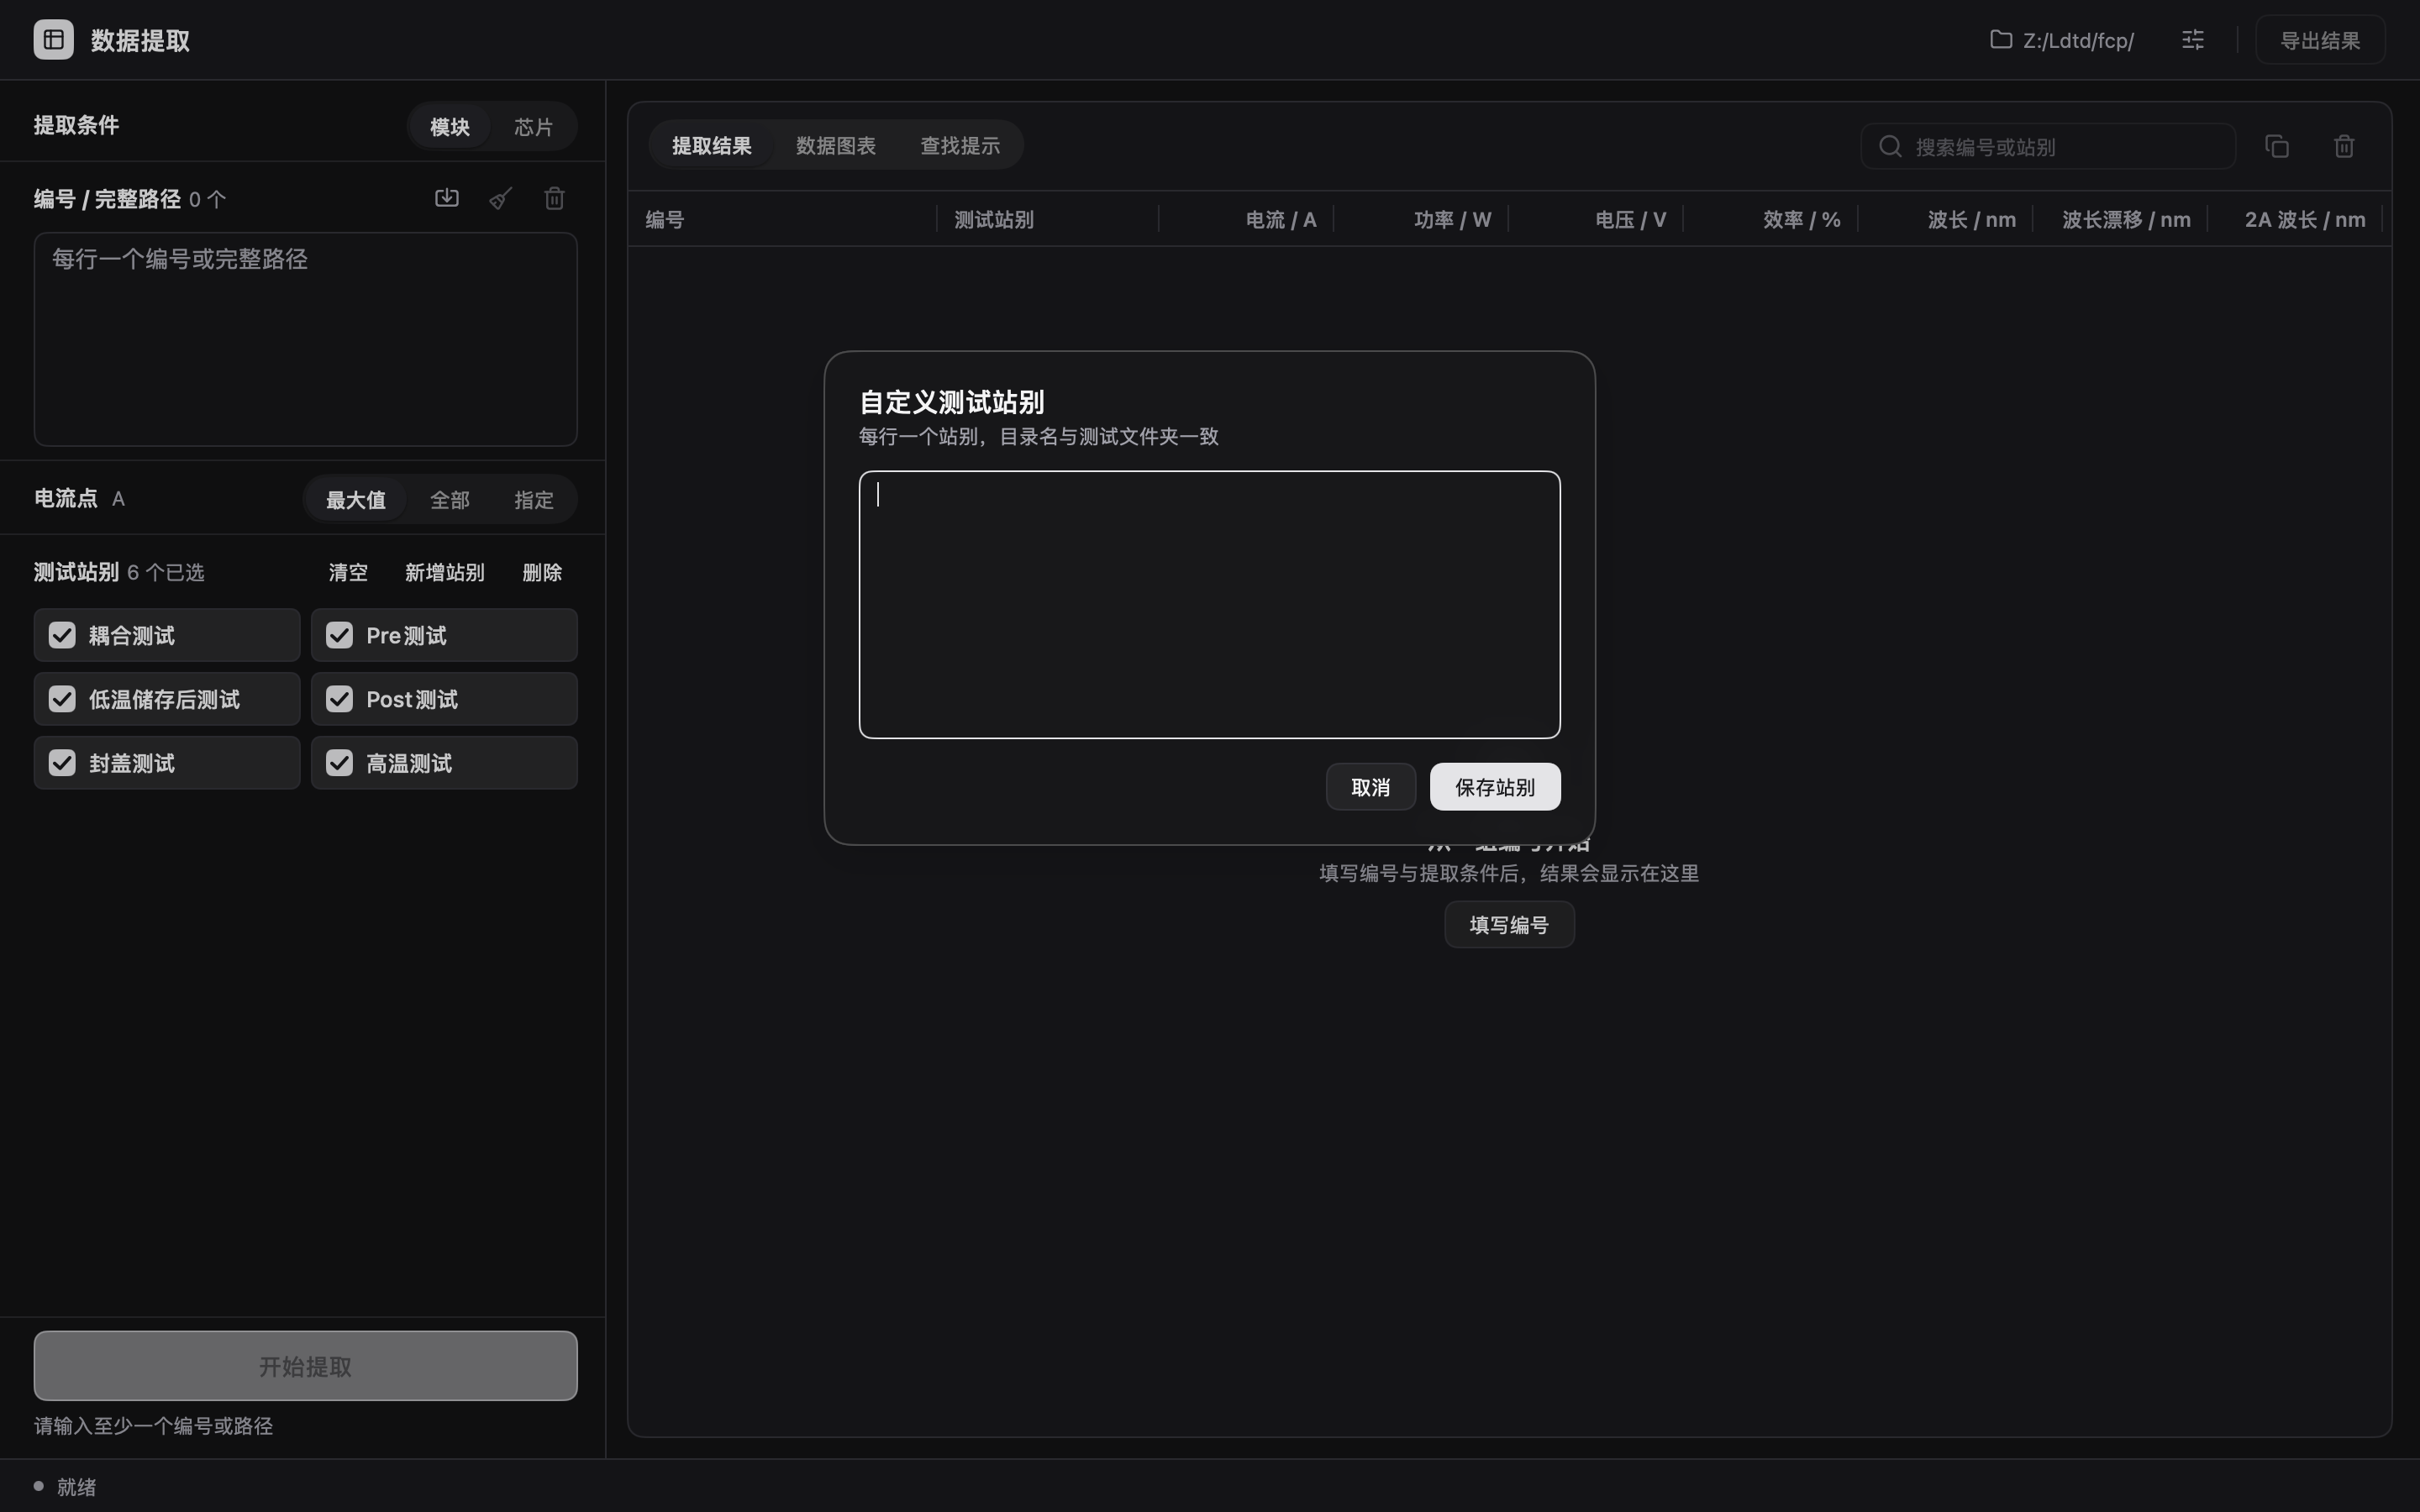 数据提取
Z:/Ldtd/fcp/
导出结果
提取条件
模块
芯片
编号 / 完整路径 0 个
每行一个编号或完整路径
电流点 A
最大值
全部
指定
测试站别 6 个已选
清空
新增站别
删除
耦合测试
Pre测试
低温储存后测试
Post测试
封盖测试
高温测试
开始提取
请输入至少一个编号或路径
就绪
提取结果
数据图表
查找提示
搜索编号或站别
编号
测试站别
电流 / A
功率 / W
电压 / V
效率 / %
波长 / nm
波长漂移 / nm
2A 波长 / nm
自定义测试站别
每行一个站别，目录名与测试文件夹一致
取消
保存站别
填写编号与提取条件后，结果会显示在这里
填写编号